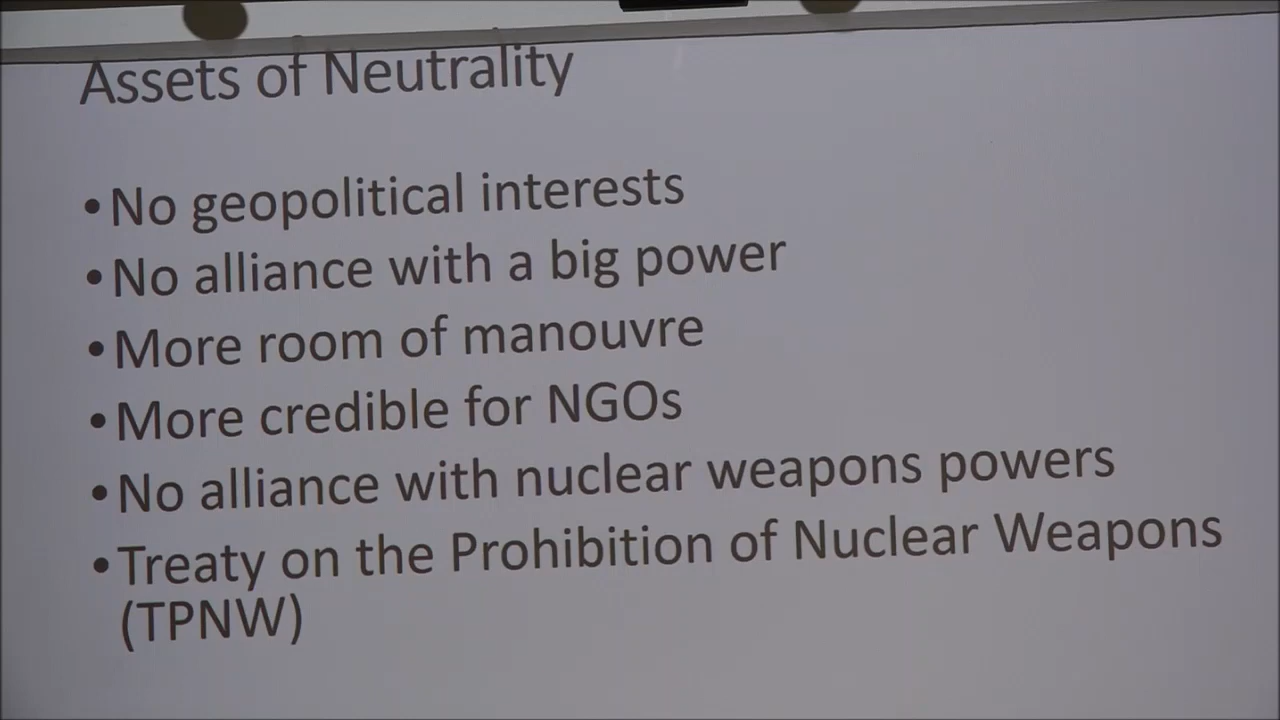 Assets of Neutrality
•No geopolitical interests
•No alliance with a big power
•More room of manouvre
•More credible for NGOs
•No alliance with nuclear weapons powers
•Treaty on the Prohibition of Nuclear Weapons
(TPNW)